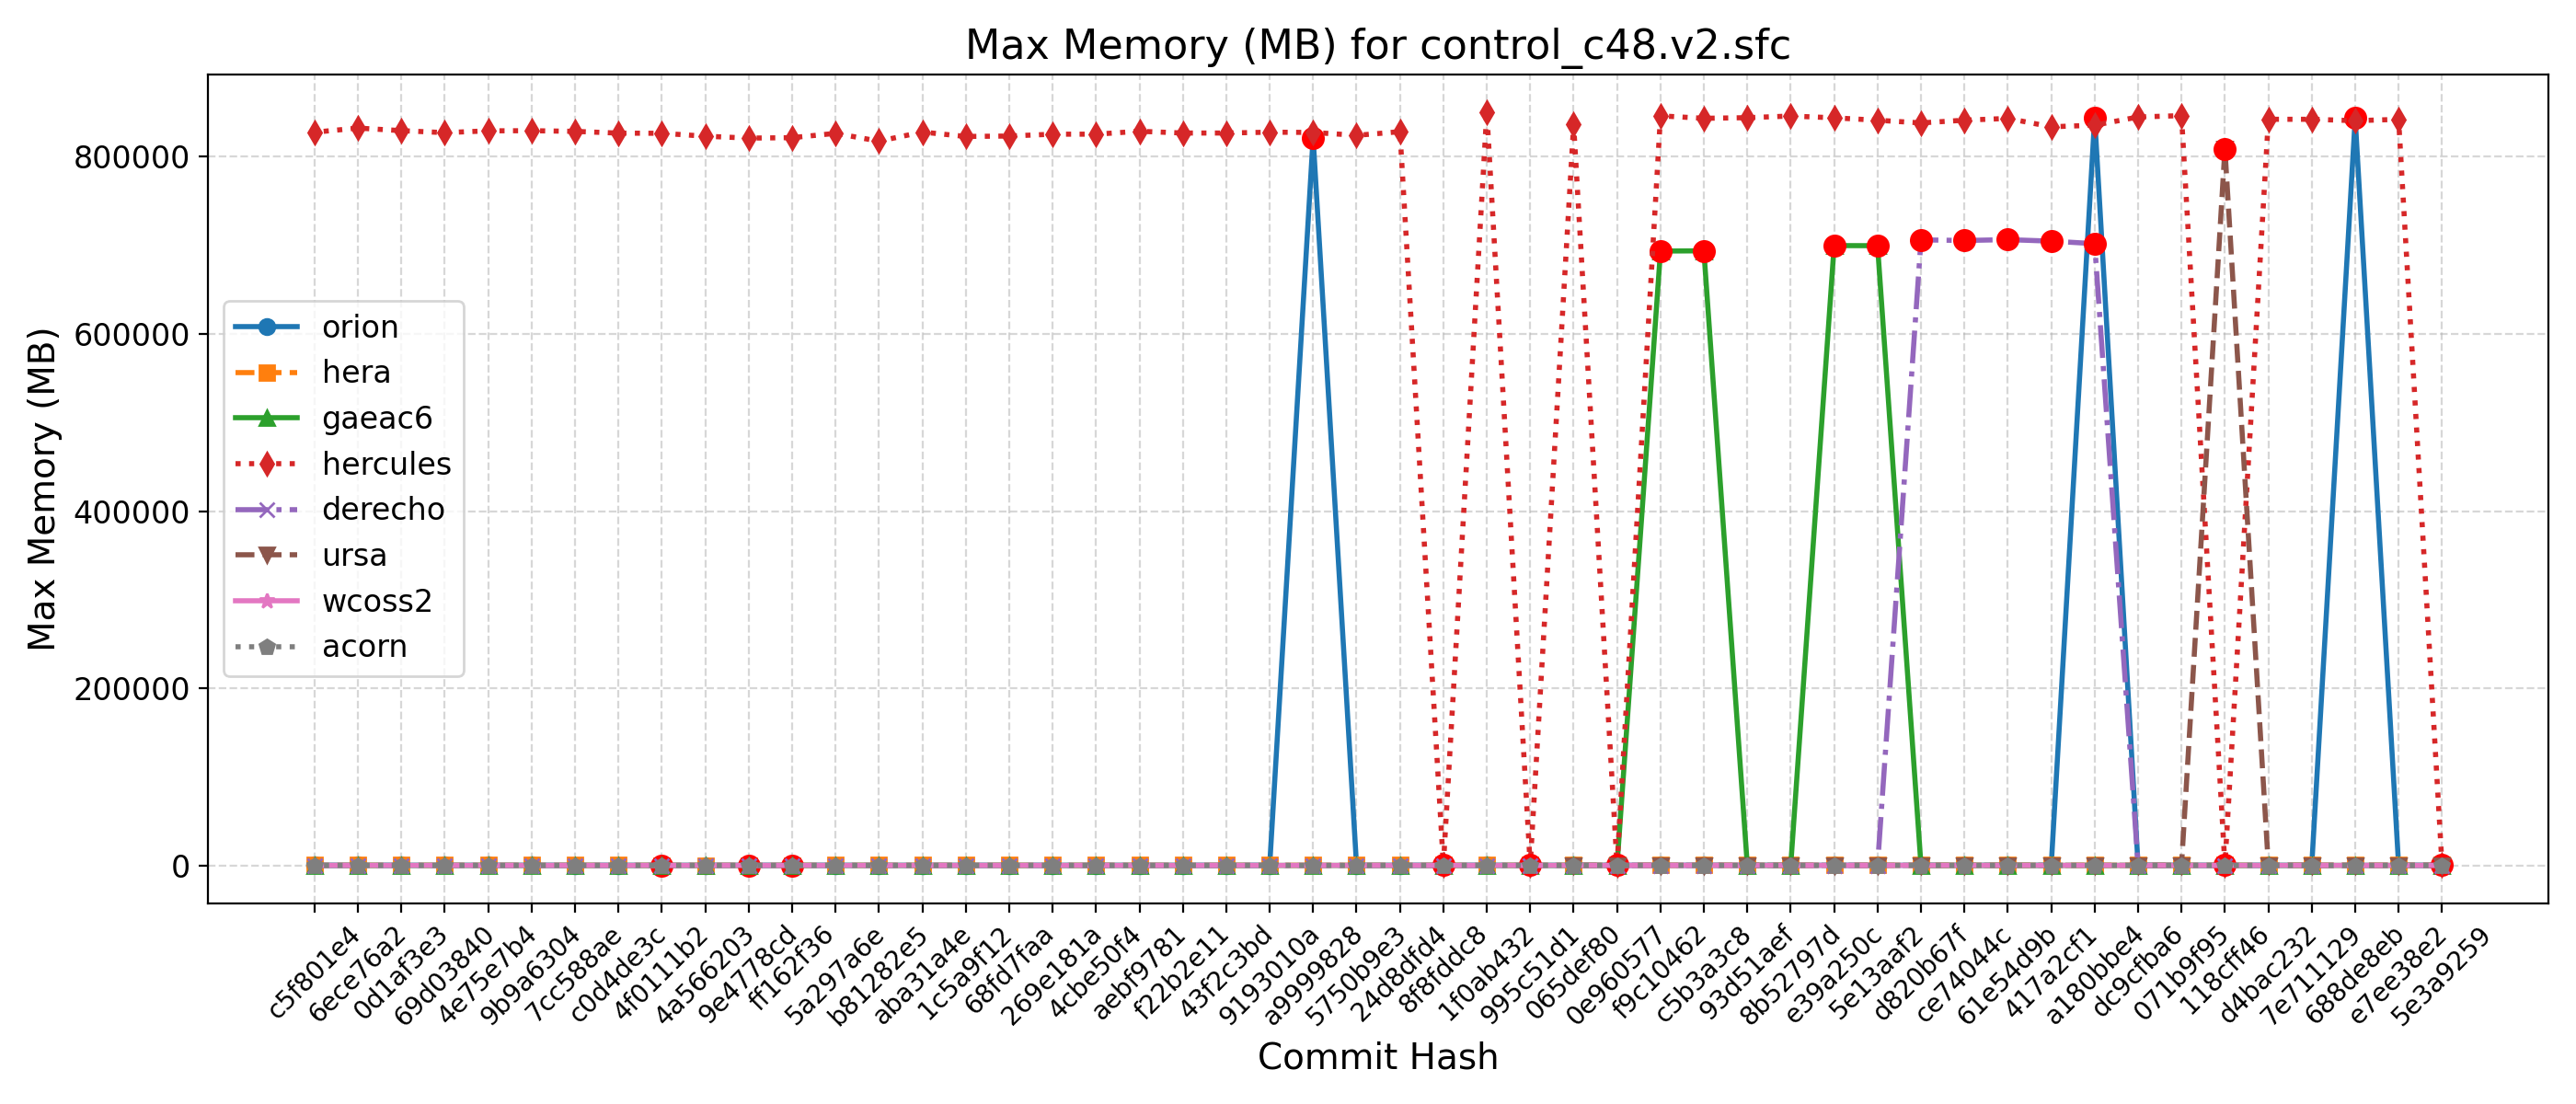 Max Memory (MB) for control_c48.v2.sfc
Max Memory (MB)
800000
600000
400000
200000
0
orion
hera
gaeac6
hercules
derecho
ursa
wcoss2
acorn
c5f801e4
6ece76a2
0d1af3e3
69d03840
4e75e7b4
9b9a6304
7cc588ae
c0d4de3c
4f0111b2
4a566203
9e4778cd
ff162f36
5a297a6e
b81282e5
aba31a4e
1c5a9f12
68fd7faa
269e181a
4cbe50f4
aebf9781
f22b2e11
43f2c3bd
9193010a
a9999828
5750b9e3
24d8dfd4
8f8fddc8
1f0ab432
995c51d1
065def80
0e960577
f9c10462
c5b3a3c8
93d51aef
8b52797d
e39a250c
5e13aaf2
d820b67f
ce74044c
61e54d9b
417a2cf1
a180bbe4
dc9cfba6
071b9f95
118cff46
d4bac232
7e711129
688de8eb
e7ee38e2
5e3a9259
Commit Hash